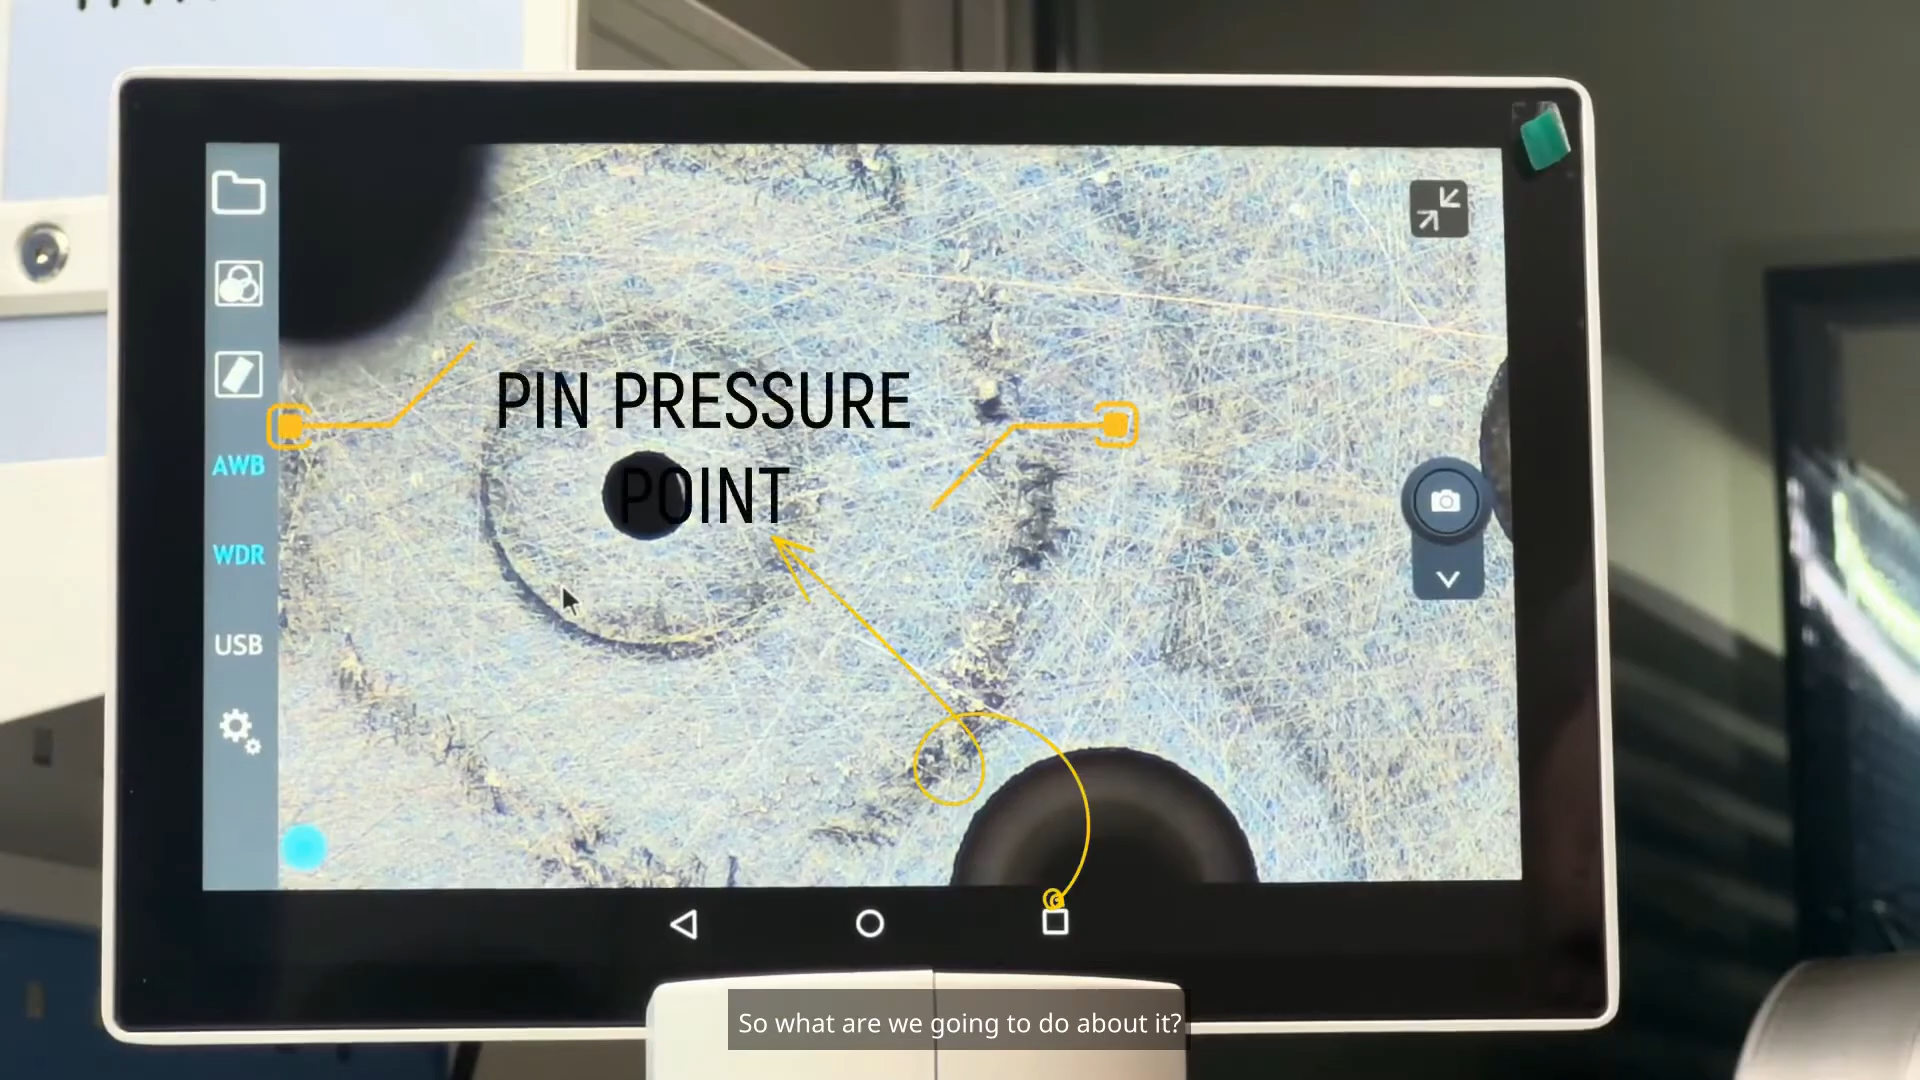 PIN PRESSURE
POINT
AWB
WDR
USB
So what are we going to do about it?